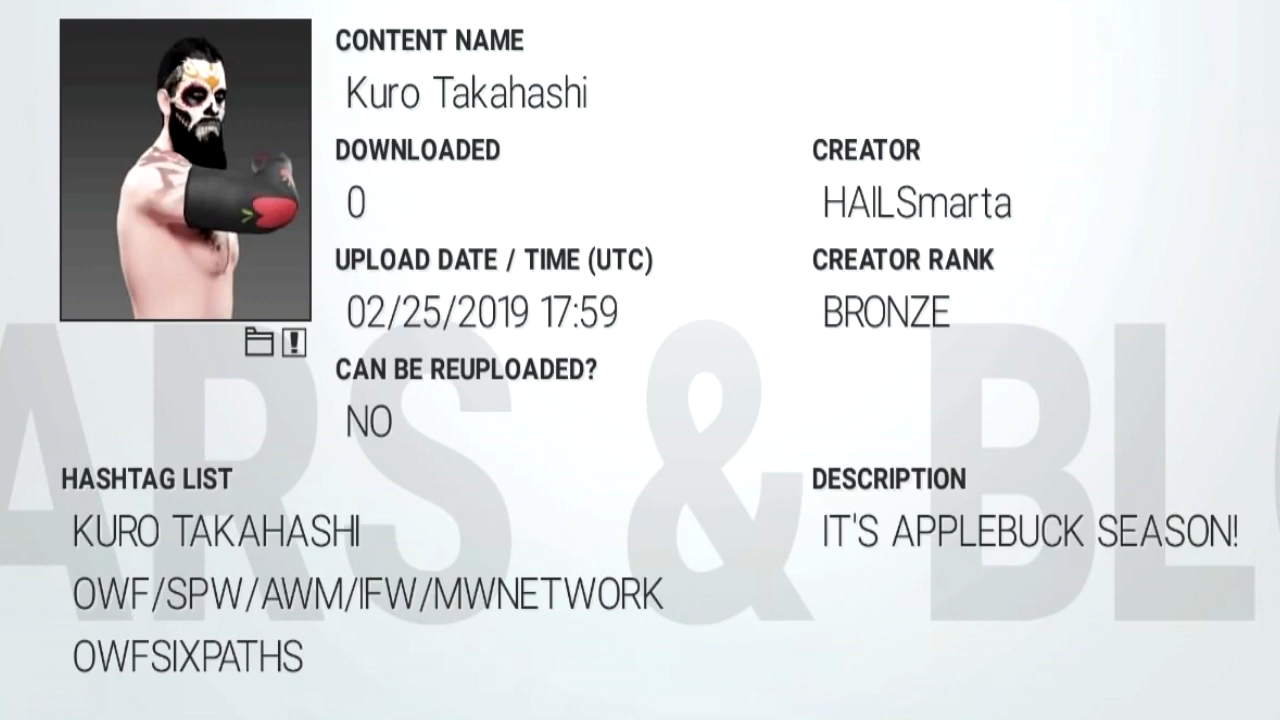 CONTENT NAME
Kuro Takahashi
DOWNLOADED
0
CREATOR
HAILSmarta
UPLOAD DATE / TIME (UTC)
02/25/2019 17:59
CREATOR RANK
BRONZE
CAN BE REUPLOADED?
NO
HASHTAG LIST
KURO TAKAHASHI
OWF/SPW/AWM/IFW/MWNETWORK
OWFSIXPATHS
DESCRIPTION
IT'S APPLEBUCK SEASON!
ARS & BL